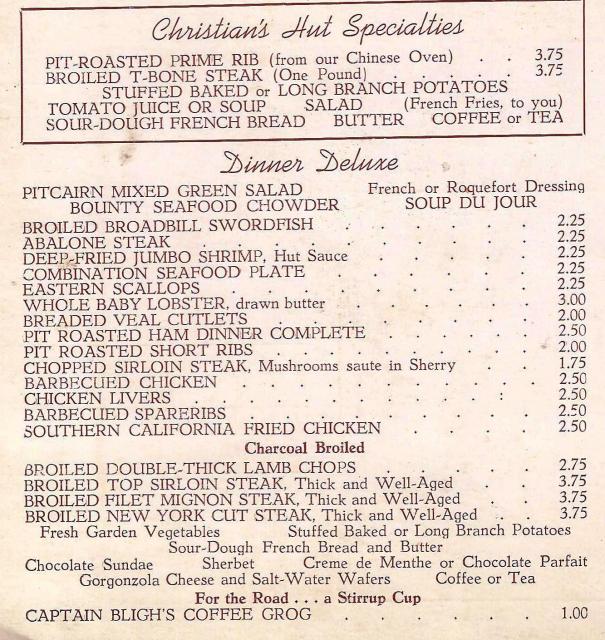 Christian's Hut Specialties
PIT-ROASTED PRIME RIB (from our Chinese Oven) . . 3.75
BROILED T-BONE STEAK (One Pound) . . . . . . 3.75
STUFFED BAKED or LONG BRANCH POTATOES
TOMATO JUICE OR SOUP SALAD (French Fries, to you)
SOUR-DOUGH FRENCH BREAD BUTTER COFFEE or TEA
Dinner Deluxe
PITCAIRN MIXED GREEN SALAD French or Roquefort Dressing
BOUNTY SEAFOOD CHOWDER SOUP DU JOUR
BROILED BROADBILL SWORDFISH . . . . . . . 2.25
ABALONE STEAK . . . . . . . . . . 2.25
DEEP-FRIED JUMBO SHRIMP, Hut Sauce . . . . . . 2.25
COMBINATION SEAFOOD PLATE . . . . . . . 2.25
EASTERN SCALLOPS . . . . . . . . . 2.25
WHOLE BABY LOBSTER, drawn butter . . . . . . . 3.00
BREADED VEAL CUTLETS . . . . . . . . 2.00
PIT ROASTED HAM DINNER COMPLETE . . . . . . 2.50
PIT ROASTED SHORT RIBS . . . . . . . . 2.00
CHOPPED SIRLOIN STEAK, Mushrooms saute in Sherry . . . 1.75
BARBECUED CHICKEN . . . . . . . . . 2.50
CHICKEN LIVERS . . . . . . . . . 2.50
BARBECUED SPARERIBS . . . . . . . . 2.50
SOUTHERN CALIFORNIA FRIED CHICKEN . . . . . 2.50
Charcoal Broiled
BROILED DOUBLE-THICK LAMB CHOPS . . . . . . 2.75
BROILED TOP SIRLOIN STEAK, Thick and Well-Aged . . . 3.75
BROILED FILET MIGNON STEAK, Thick and Well-Aged . . . 3.75
BROILED NEW YORK CUT STEAK, Thick and Well-Aged . . . 3.75
Fresh Garden Vegetables Stuffed Baked or Long Branch Potatoes
Sour-Dough French Bread and Butter
Chocolate Sundae Sherbet Creme de Menthe or Chocolate Parfait
Gorgonzola Cheese and Salt-Water Wafers Coffee or Tea
For the Road . . . a Stirrup Cup
CAPTAIN BLIGH'S COFFEE GROG . . . . . . 1.00